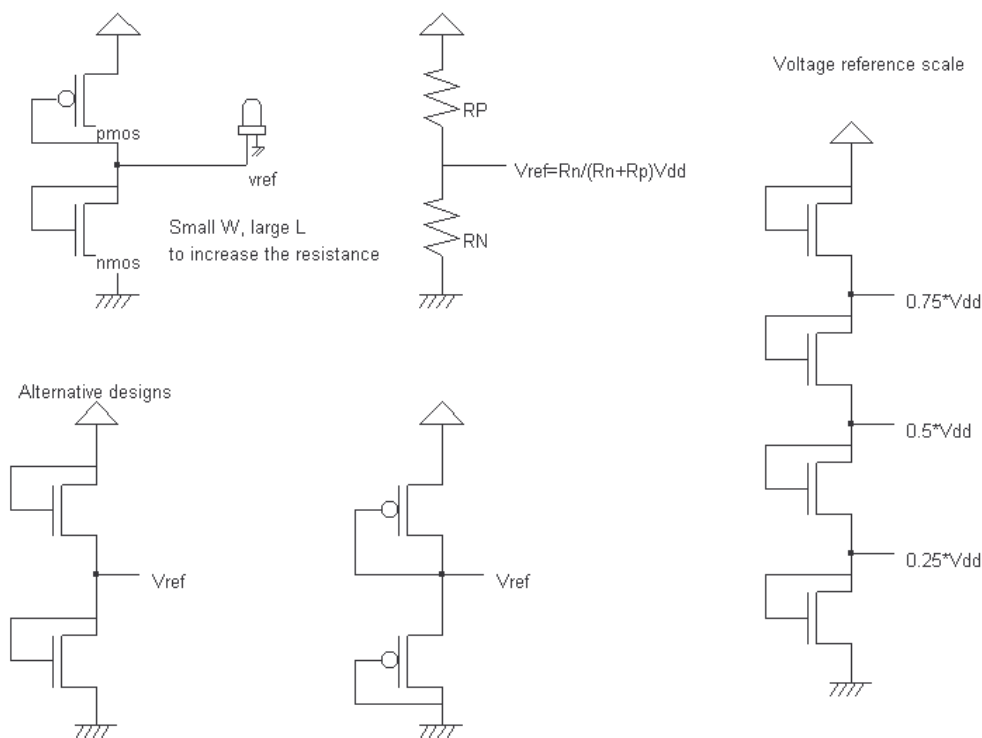 Voltage reference scale
RP
pmos
vref
Vref=Rn/(Rn+Rp)Vdd
Small W, large L
to increase the resistance
RN
nmos
0.75*Vdd
Alternative designs
0.5*Vdd
0.25*Vdd
Vref
Vref